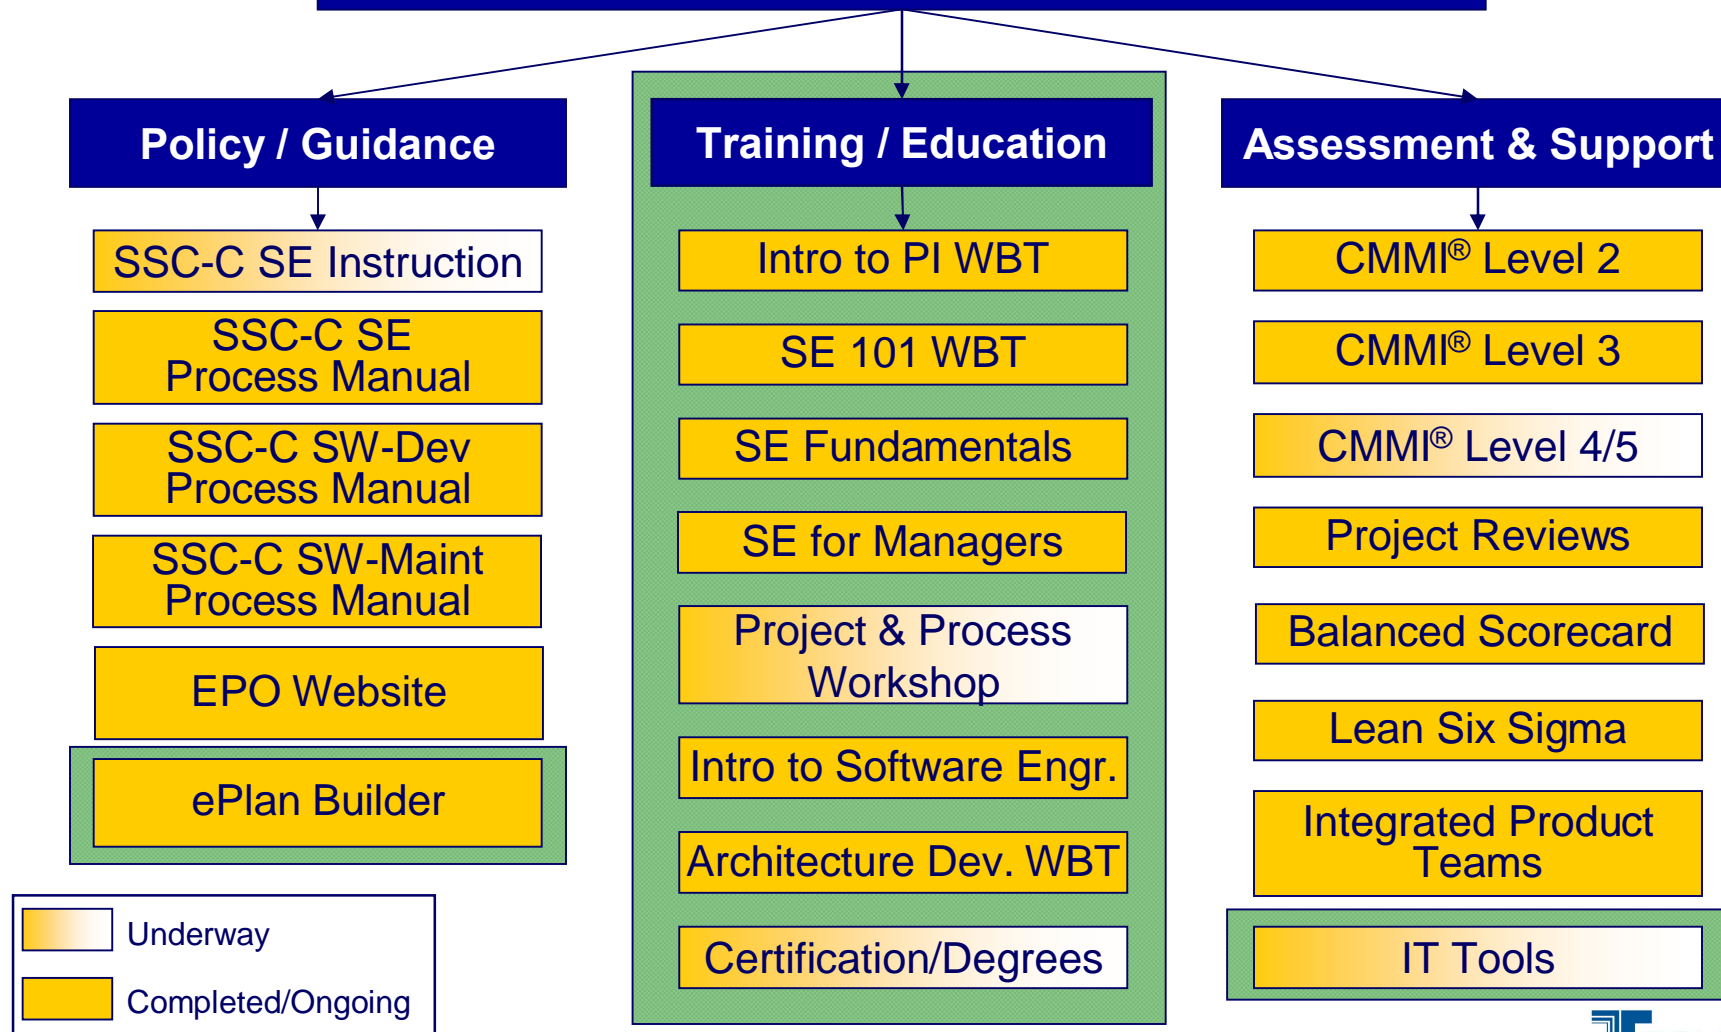 Policy / Guidance
SSC-C SE Instruction
SSC-C SE
Process Manual
SSC-C SW-Dev
Process Manual
SSC-C SW-Maint
Process Manual
EPO Website
ePlan Builder
Training / Education
Intro to PI WBT
SE 101 WBT
SE Fundamentals
SE for Managers
Project & Process
Workshop
Intro to Software Engr.
Architecture Dev. WBT
Certification/Degrees
Assessment & Support
CMMI® Level 2
CMMI® Level 3
CMMI® Level 4/5
Project Reviews
Balanced Scorecard
Lean Six Sigma
Integrated Product
Teams
IT Tools
Underway
Completed/Ongoing